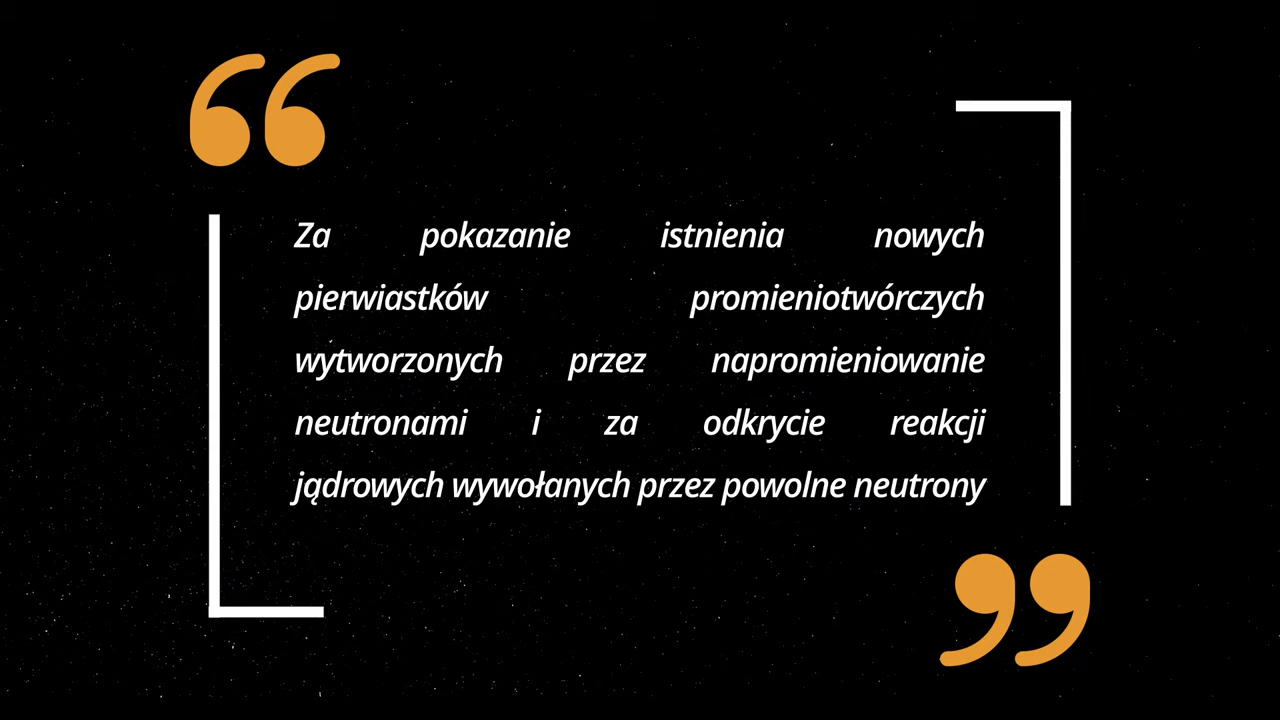 Za pokazanie istnienia nowych
pierwiastków promieniotwórczych
wytworzonych przez napromieniowanie
neutronami i za odkrycie reakcji
jądrowych wywołanych przez powolne neutrony